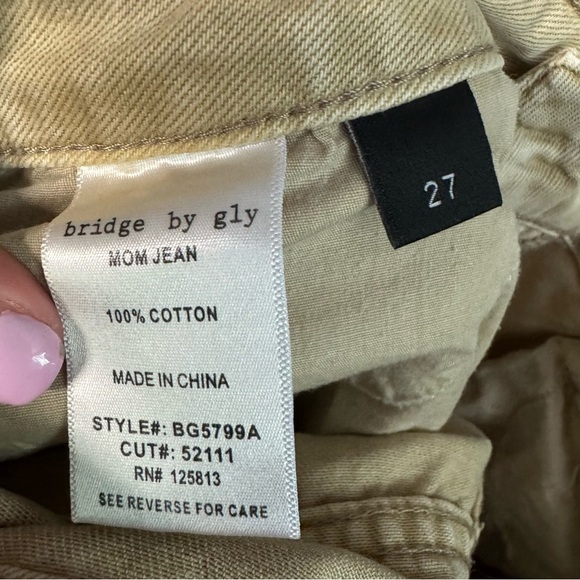 bridge by gly
MOM JEAN
100% COTTON
MADE IN CHINA
STYLE#: BG5799A
CUT#: 52111
RN# 125813
SEE REVERSE FOR CARE
27